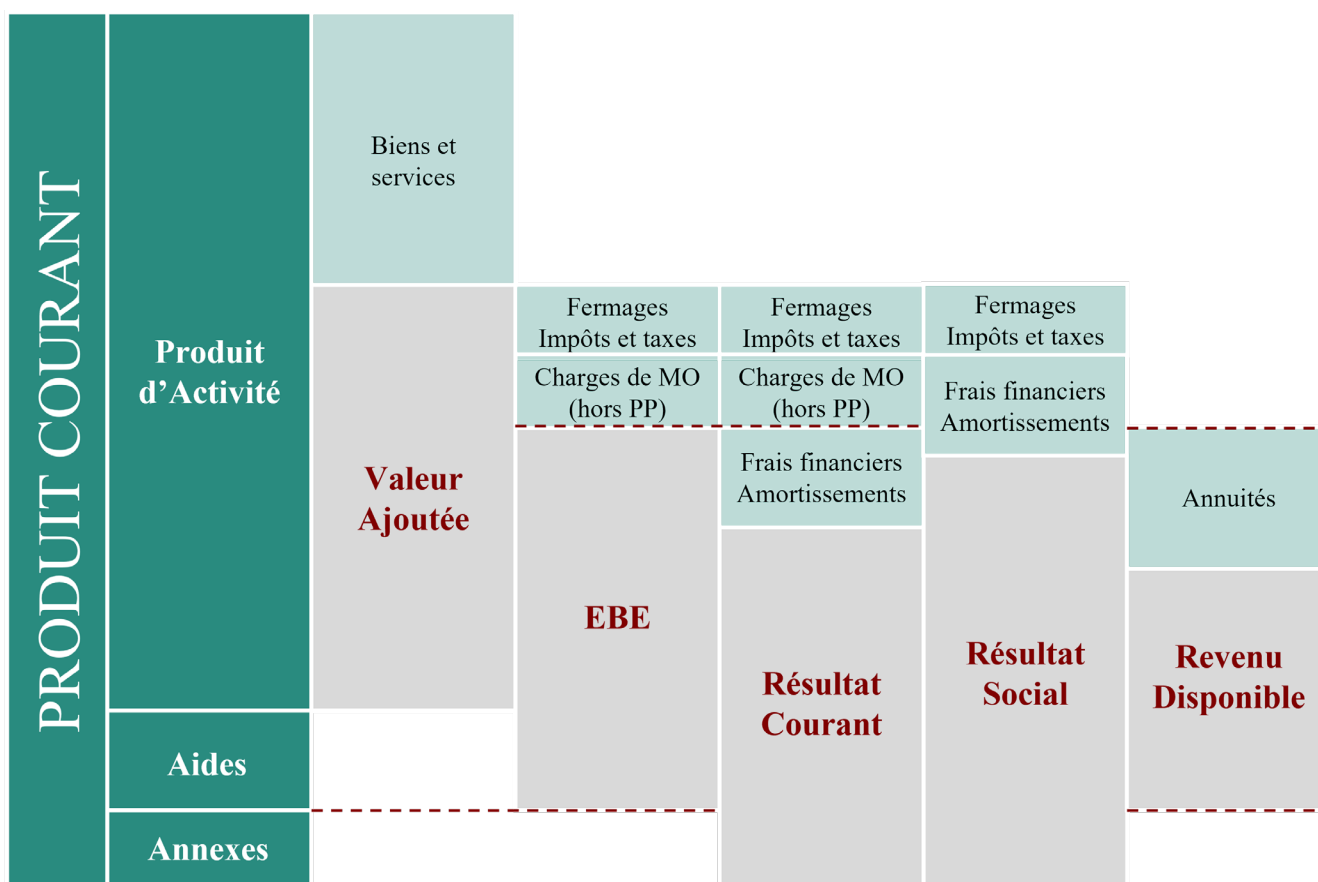 PRODUIT COURANT
Produit
d'Activité
Aides
Annexes
Biens et
services
Valeur
Ajoutée
Fermages
Impôts et taxes
Charges de MO
(hors PP)
EBE
Fermages
Impôts et taxes
Charges de MO
(hors PP)
Frais financiers
Amortissements
Résultat
Courant
Fermages
Impôts et taxes
Frais financiers
Amortissements
Résultat
Social
Annuités
Revenu
Disponible